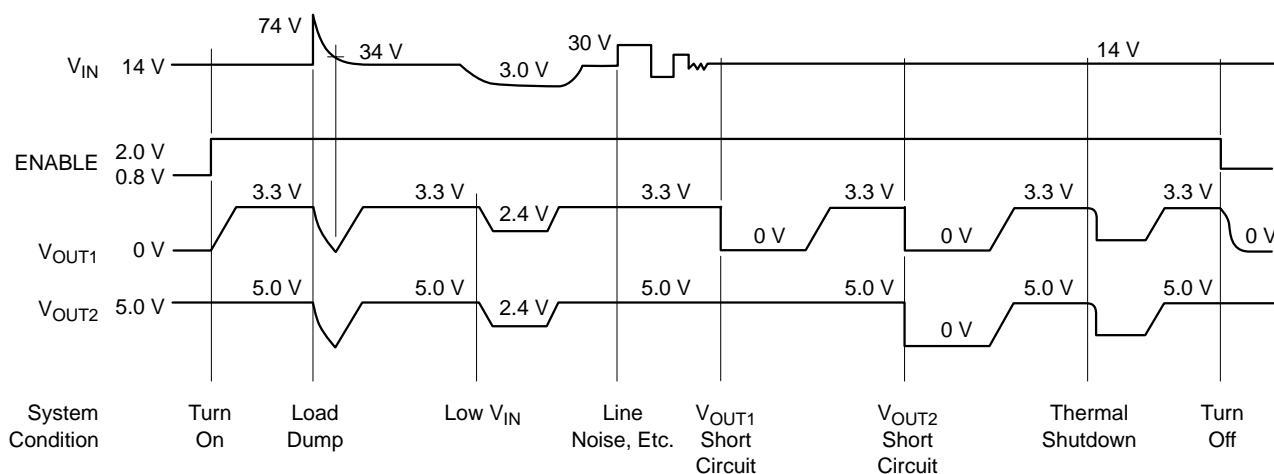 74 V
34 V
30 V
14 V
V_IN
14 V
3.0 V
ENABLE
2.0 V
0.8 V
3.3 V
3.3 V
2.4 V
3.3 V
3.3 V
3.3 V
3.3 V
V_OUT1
0 V
0 V
0 V
0 V
5.0 V
5.0 V
2.4 V
5.0 V
5.0 V
5.0 V
5.0 V
V_OUT2
5.0 V
0 V
System
Condition
Turn
On
Load
Dump
Low V_IN
Line
Noise, Etc.
V_OUT1
Short
Circuit
V_OUT2
Short
Circuit
Thermal
Shutdown
Turn
Off